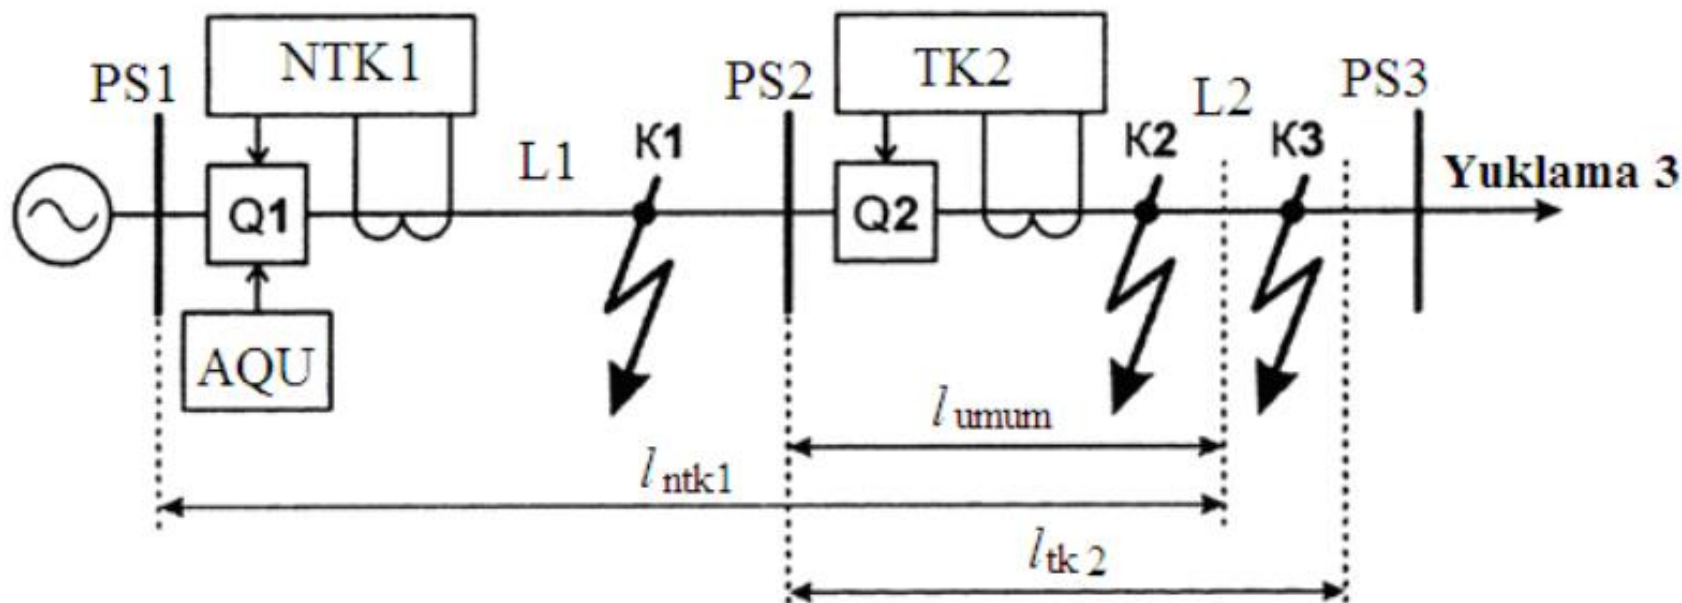 NTK1
TK2
PS1
PS2
L2
PS3
L1
K1
K2
K3
Yuklama 3
Q1
Q2
AQU
l umum
l ntk1
l tk 2